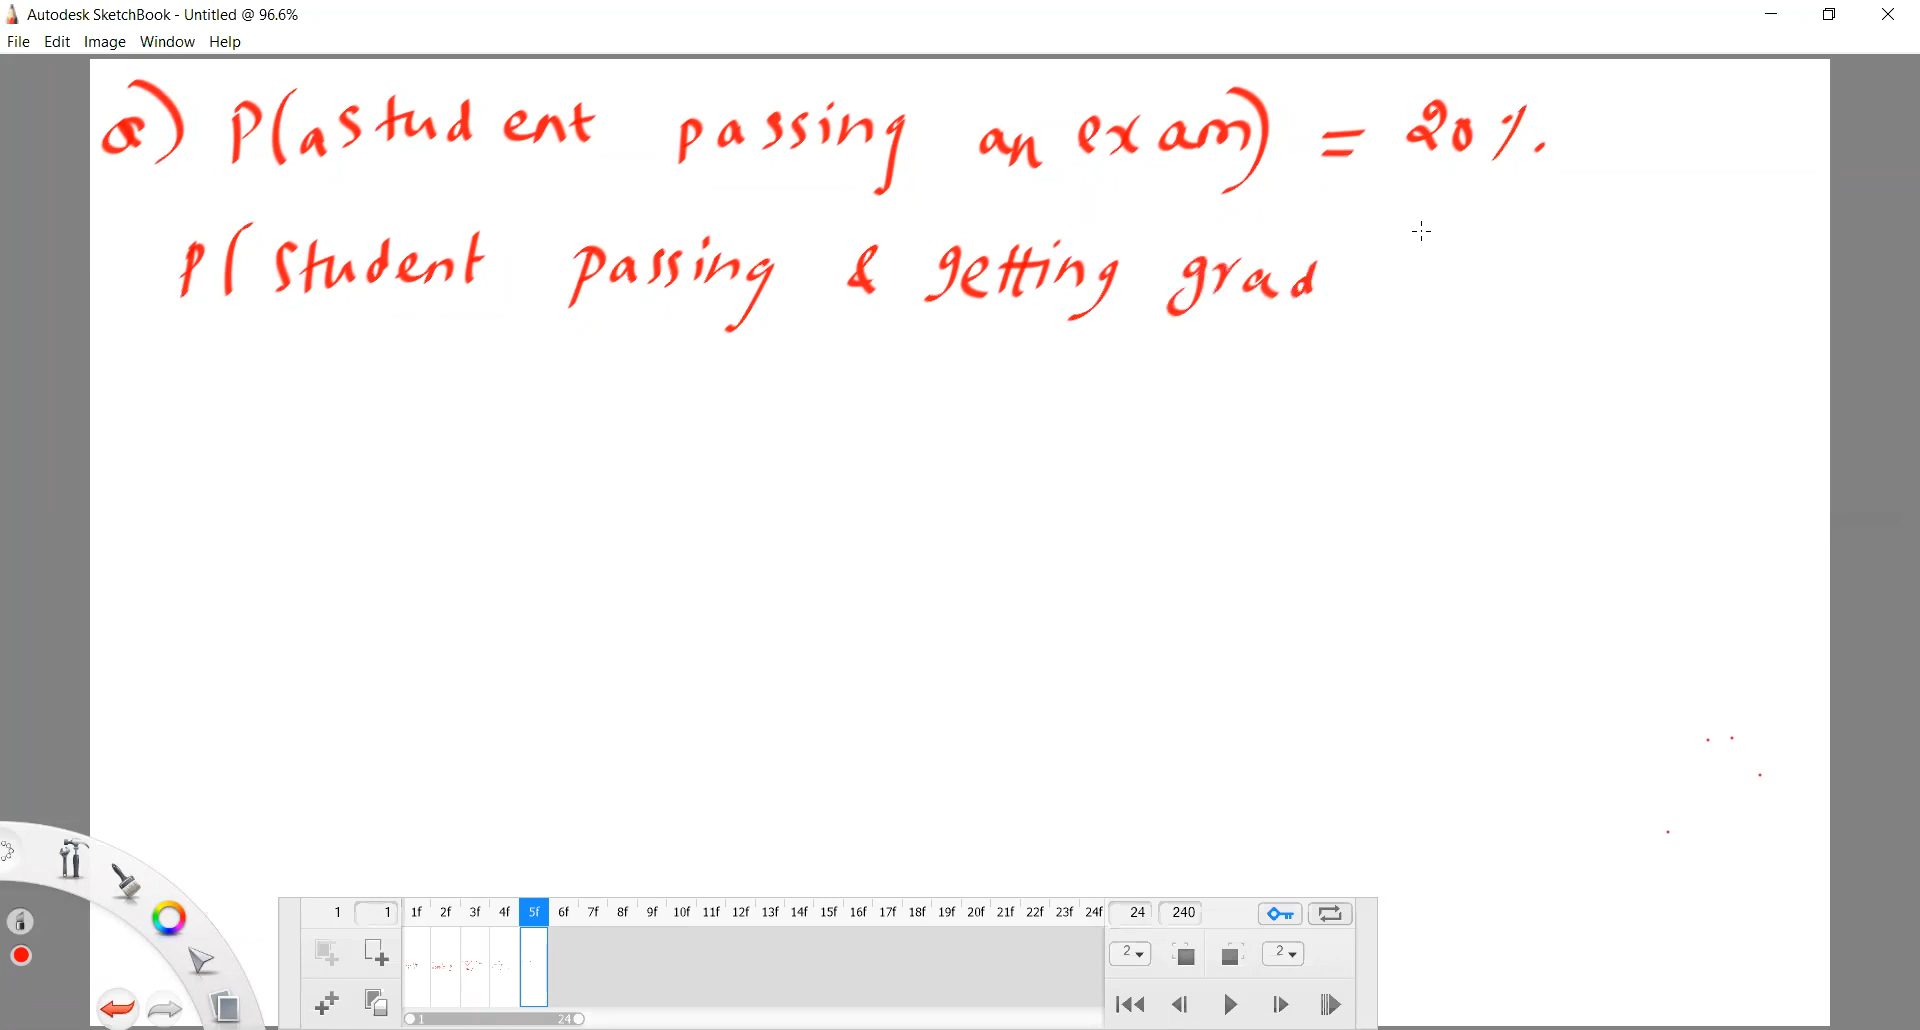 Autodesk SketchBook - Untitled @ 96.6%
File Edit Image Window Help
Q) P(a student passing an exam) = 20%.
P( Student passing & getting grad
1 1 1f 2f 3f 4f 5f 6f 7f 8f 9f 10f 11f 12f 13f 14f 15f 16f 17f 18f 19f 20f 21f 22f 23f 24f 24 240
2 2
1 24